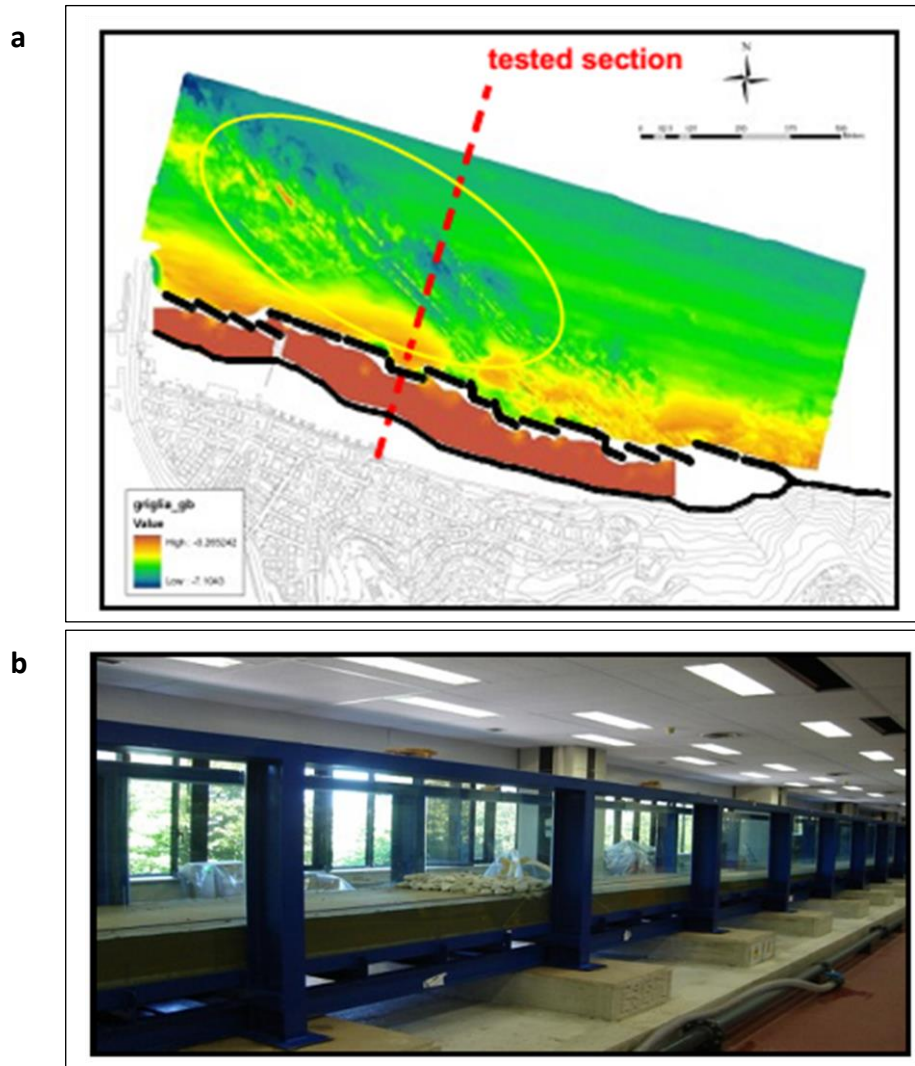 a
tested section
N
griglia_gb
Value
High : -0.265242
Low : -7.1043
b